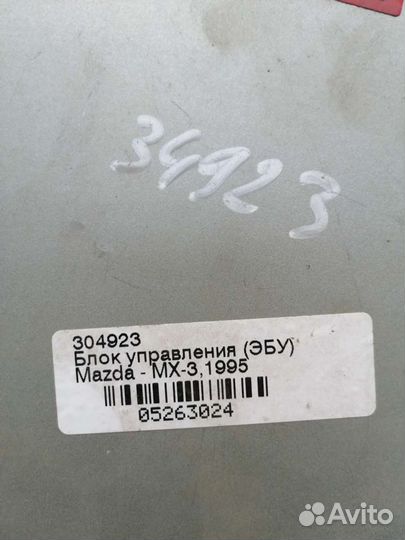 34923
304923
Блок управления (ЭБУ)
Mazda - MX-3,1995
05263024
Avito